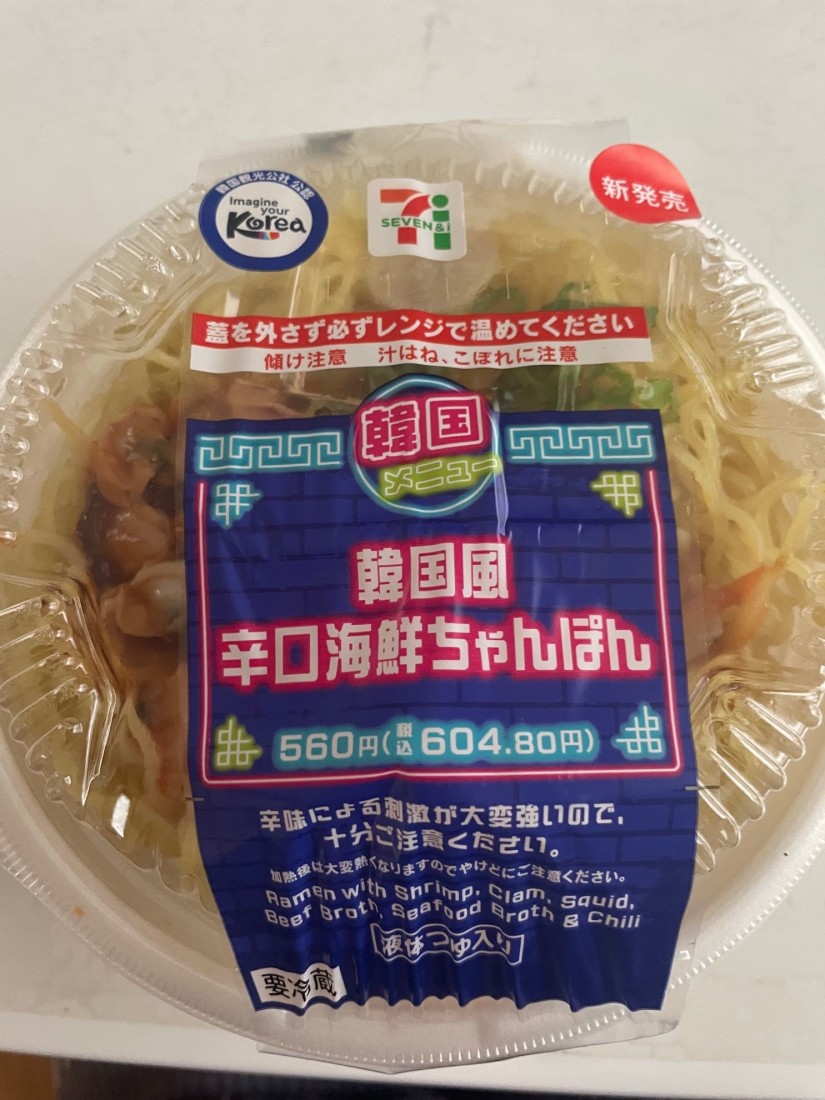 韓国観光公社 公認
Imagine
your
Korea
SEVEN&i
新発売
蓋を外さず必ずレンジで温めてください
傾け注意 汁はね、こぼれに注意
韓国
メニュー
韓国風
辛口海鮮ちゃんぽん
560円(税込604.80円)
辛味による刺激が大変強いので、
十分ご注意ください。
加熱後は大変熱くなりますのでやけどにご注意ください。
Ramen with Shrimp, Clam, Squid,
Beef Broth, Seafood Broth & Chili
液体つゆ入り
要冷蔵